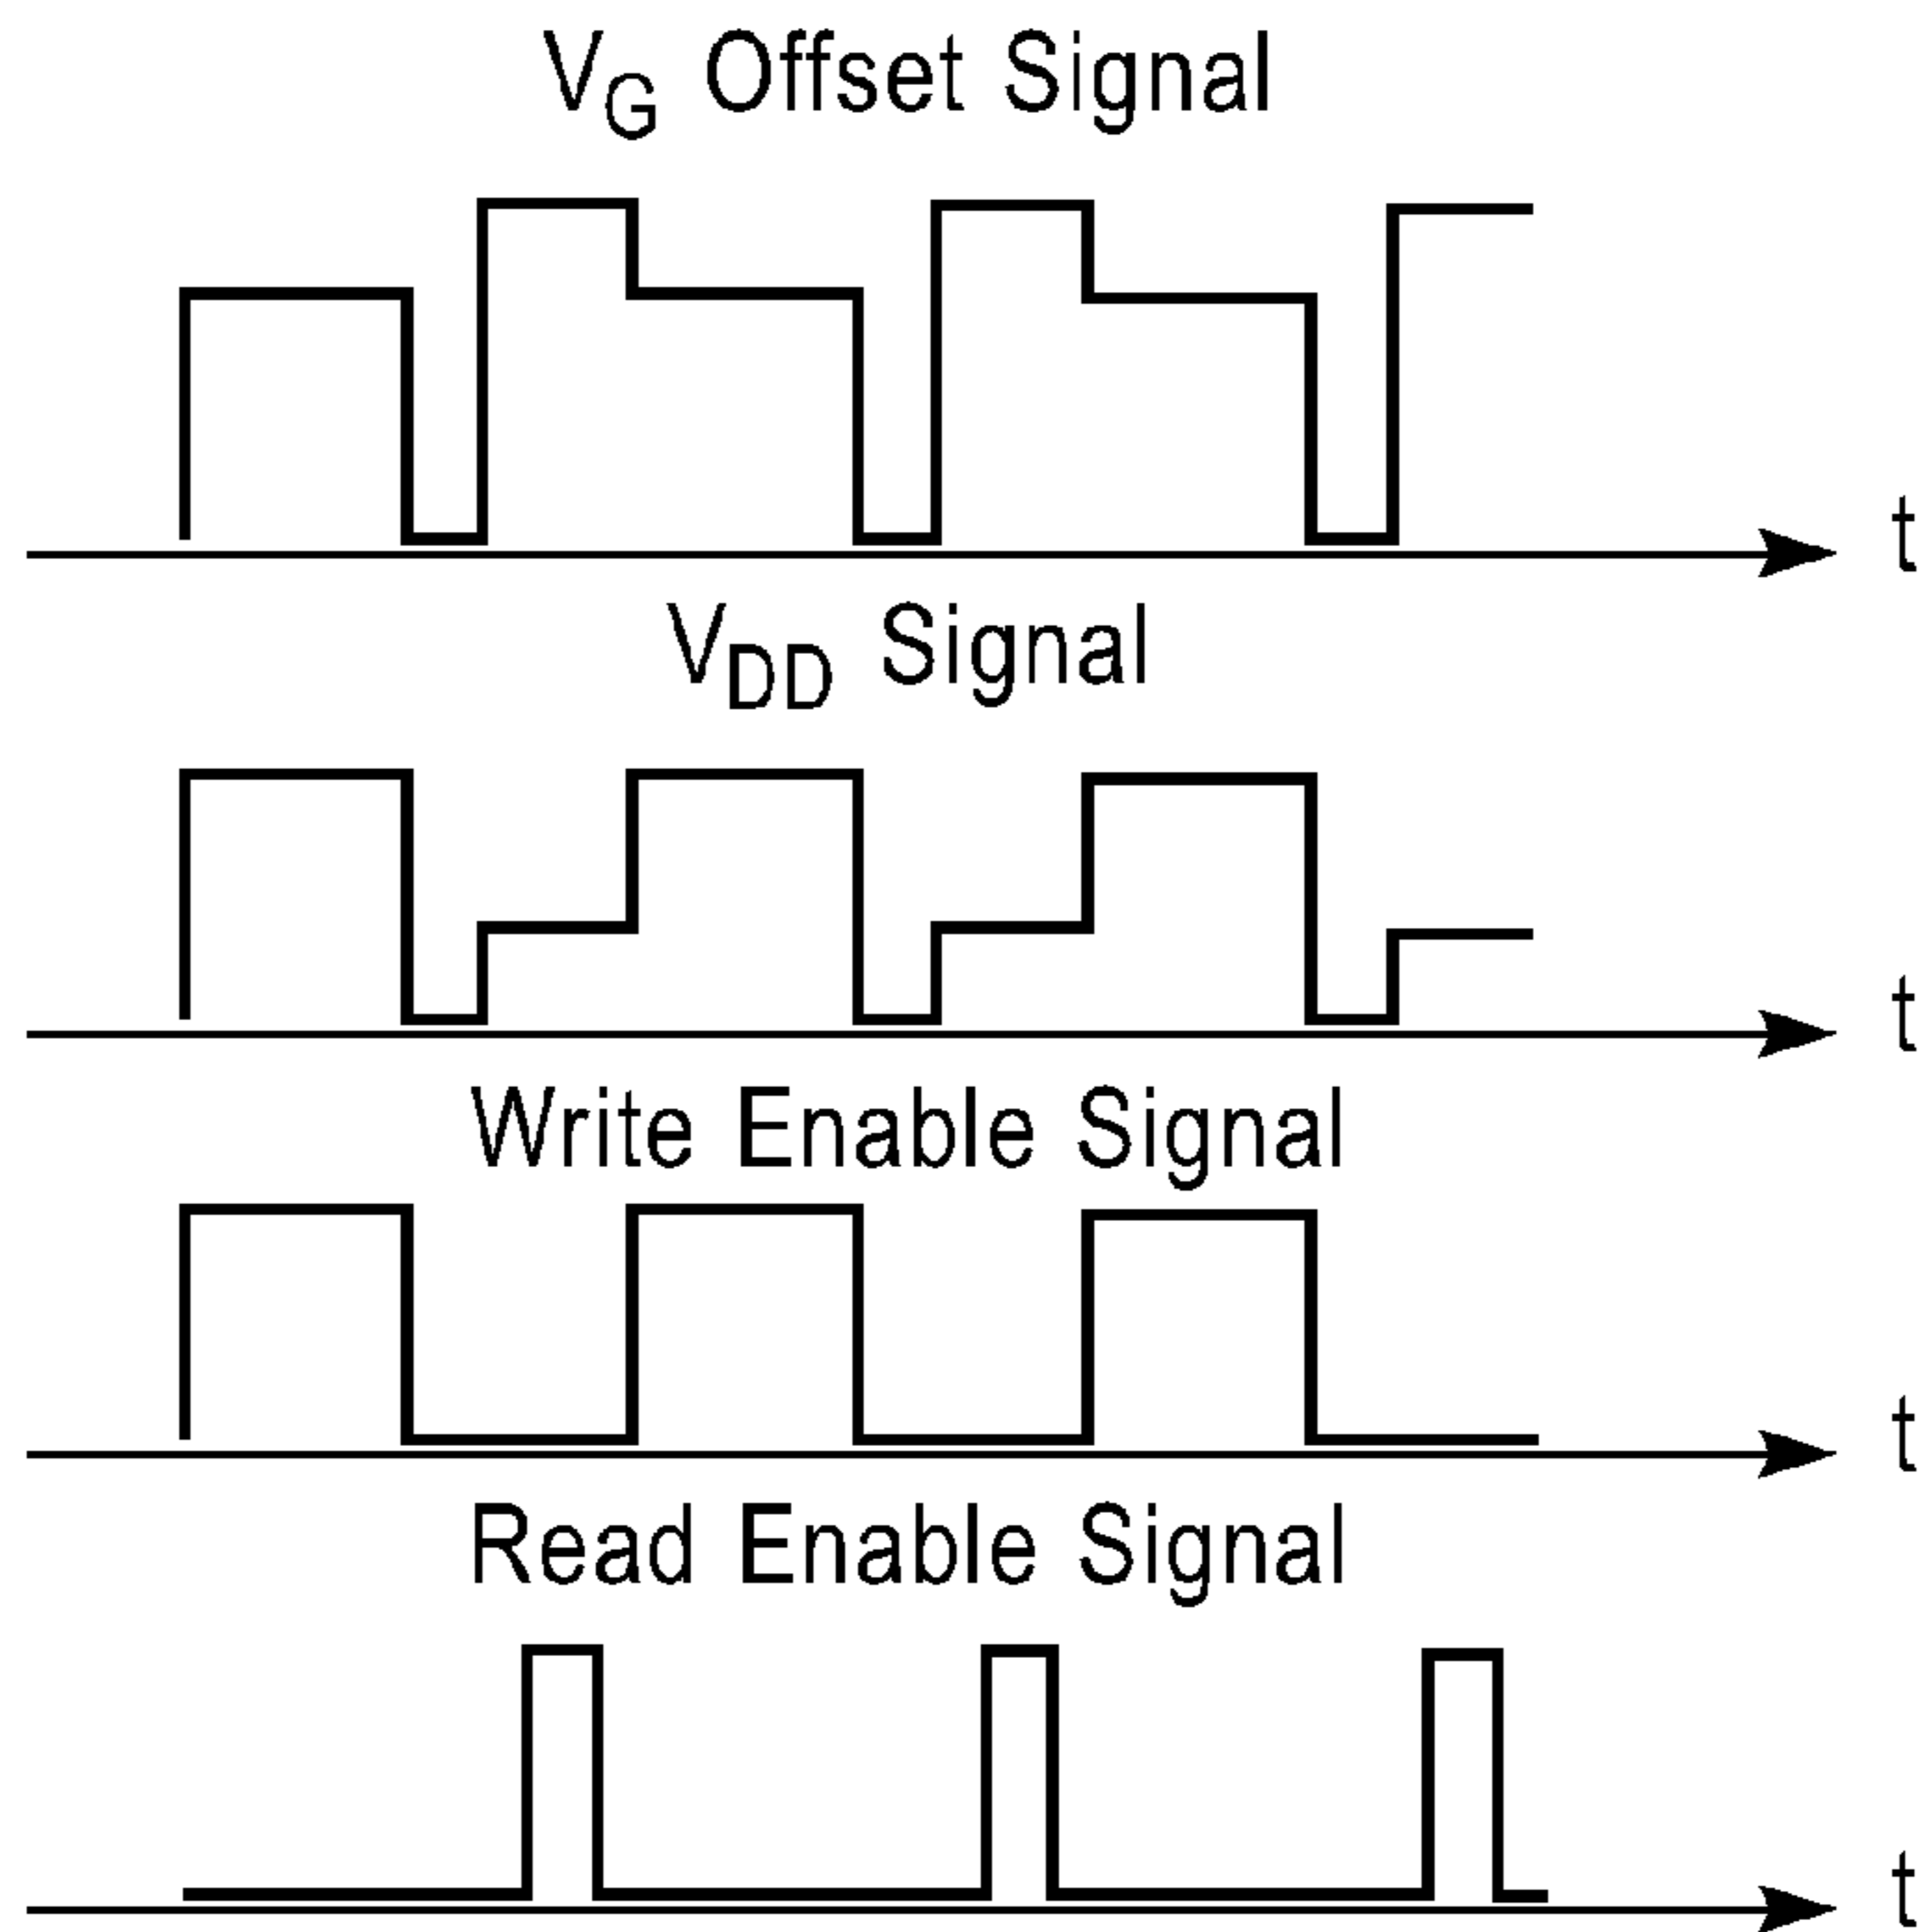 VG Offset Signal
t
VDD Signal
t
Write Enable Signal
t
Read Enable Signal
t